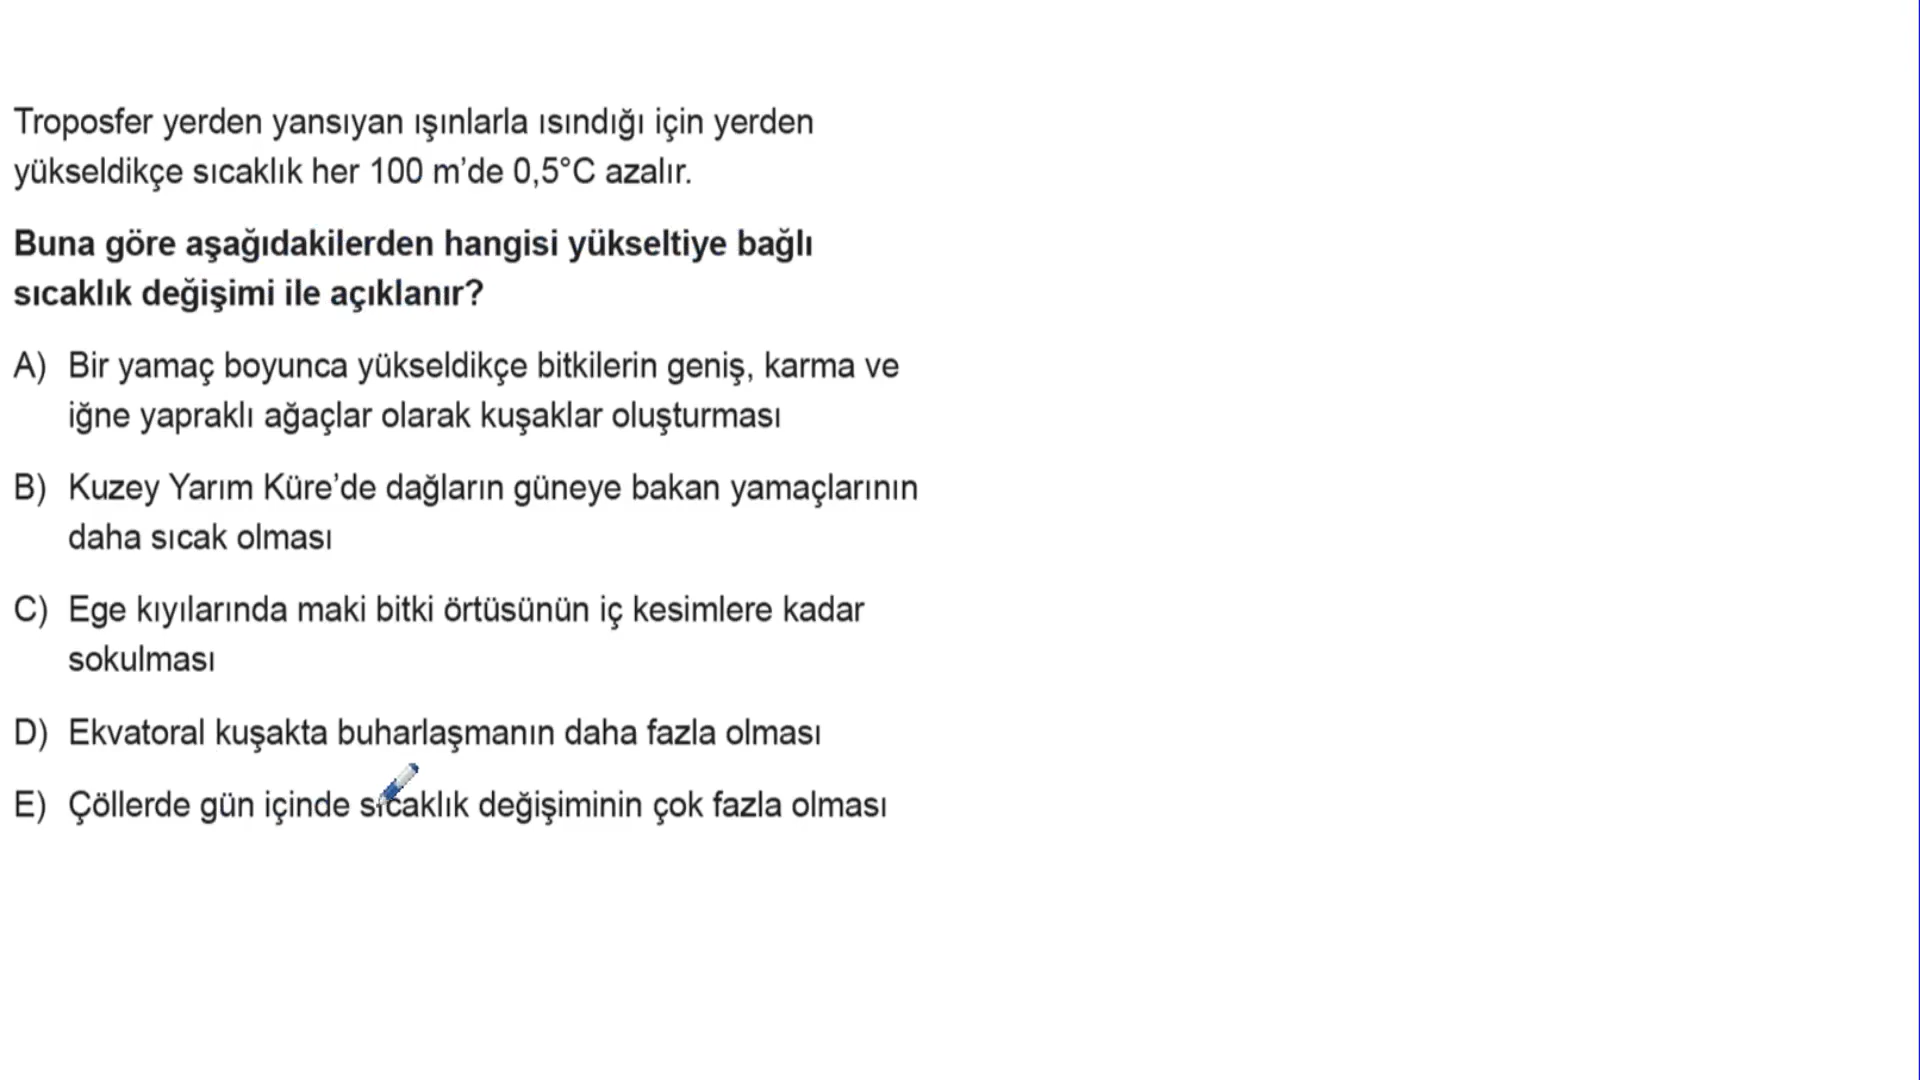 Troposfer yerden yansıyan ışınlarla ısındığı için yerden
yükseldikçe sıcaklık her 100 m’de 0,5°C azalır.
Buna göre aşağıdakilerden hangisi yükseltiye bağlı
sıcaklık değişimi ile açıklanır?
A) Bir yamaç boyunca yükseldikçe bitkilerin geniş, karma ve
iğne yapraklı ağaçlar olarak kuşaklar oluşturması
B) Kuzey Yarım Küre’de dağların güneye bakan yamaçlarının
daha sıcak olması
C) Ege kıyılarında maki bitki örtüsünün iç kesimlere kadar
sokulması
D) Ekvatoral kuşakta buharlaşmanın daha fazla olması
E) Çöllerde gün içinde sıcaklık değişiminin çok fazla olması